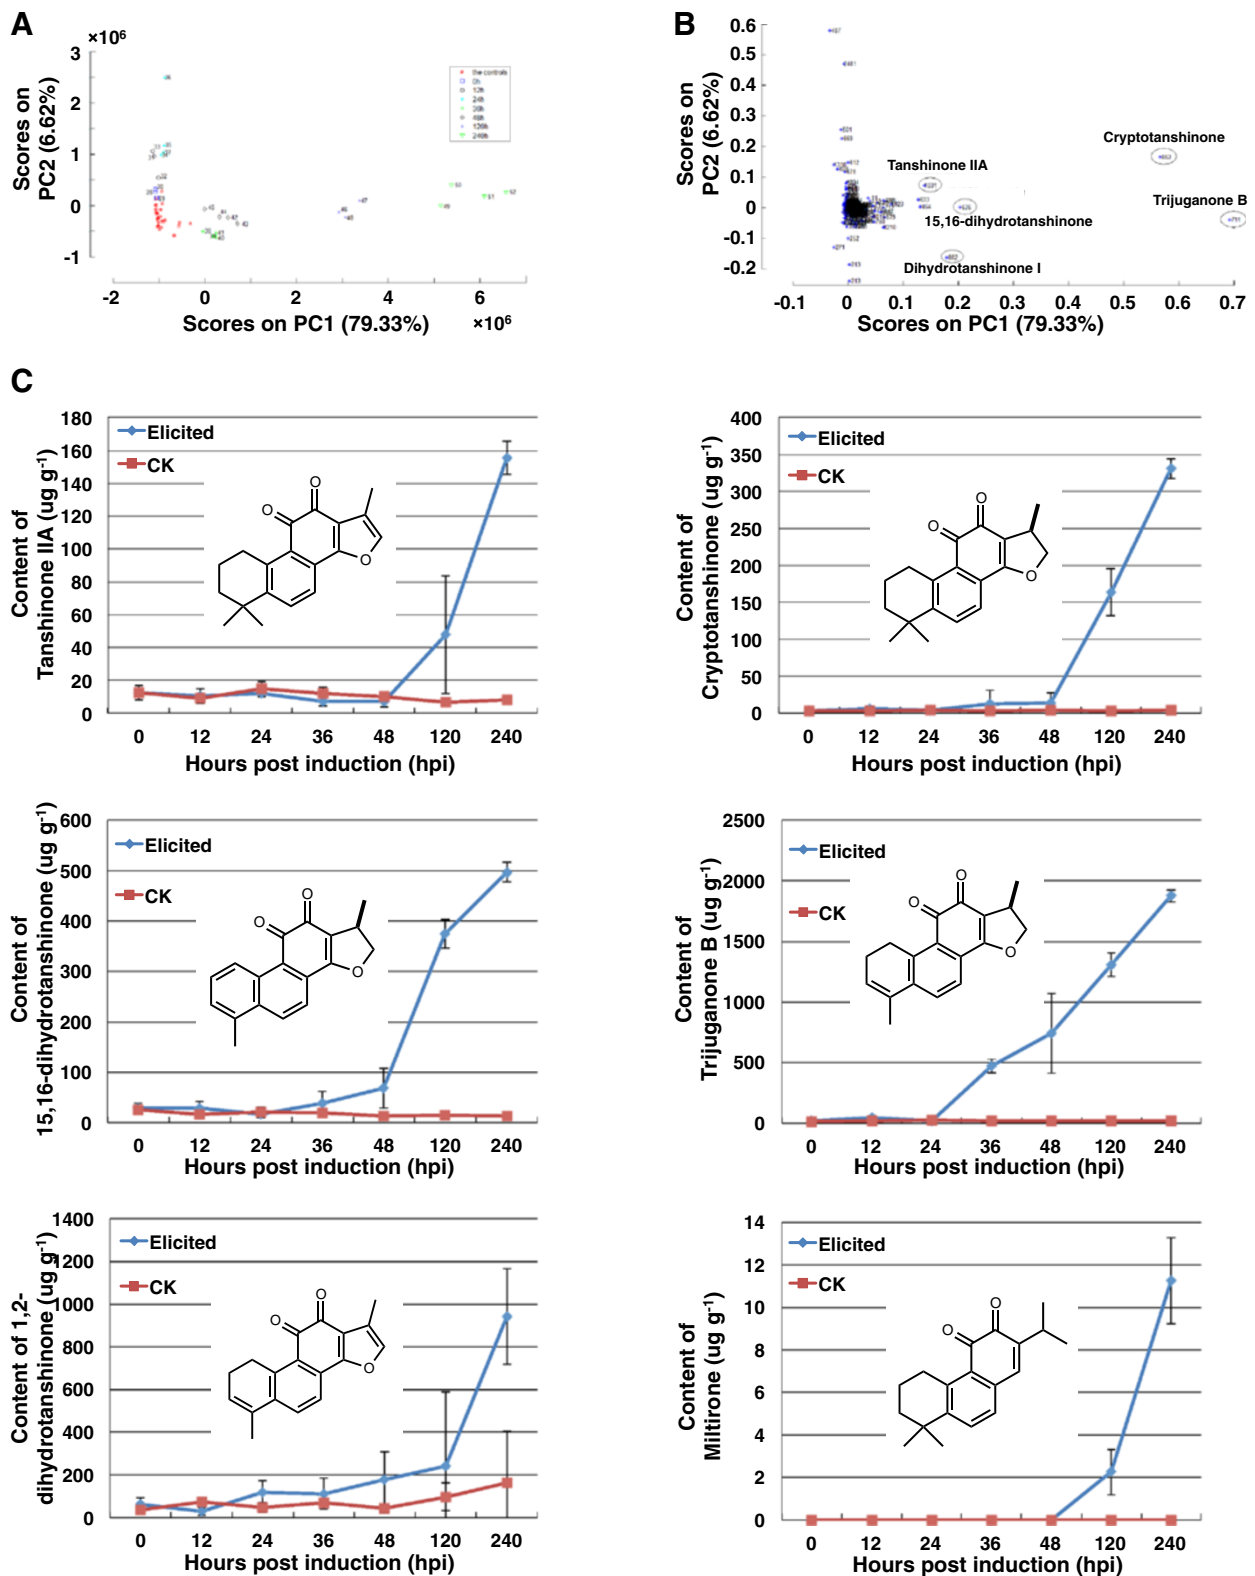 A
×10⁶
3
2
1
0
-1
Scores on
PC2 (6.62%)
the controls
0h
12h
24h
36h
48h
120h
240h
-2
0
2
4
6
Scores on PC1 (79.33%)
×10⁶
B
0.6
0.5
0.4
0.3
0.2
0.1
0
-0.1
-0.2
Scores on
PC2 (6.62%)
Cryptotanshinone
Tanshinone IIA
Trijuganone B
15,16-dihydrotanshinone
Dihydrotanshinone I
-0.1
0
0.1
0.2
0.3
0.4
0.5
0.6
0.7
Scores on PC1 (79.33%)
C
Content of
Tanshinone IIA (ug g⁻¹)
180
160
140
120
100
80
60
40
20
0
Elicited
CK
O
O
O
0
12
24
36
48
120
240
Hours post induction (hpi)
Content of
Cryptotanshinone (ug g⁻¹)
400
350
300
250
200
150
100
50
0
Elicited
CK
O
O
O
0
12
24
36
48
120
240
Hours post induction (hpi)
Content of
15,16-dihydrotanshinone (ug g⁻¹)
600
500
400
300
200
100
0
Elicited
CK
O
O
O
0
12
24
36
48
120
240
Hours post induction (hpi)
Content of
Trijuganone B (ug g⁻¹)
2500
2000
1500
1000
500
0
Elicited
CK
O
O
O
0
12
24
36
48
120
240
Hours post induction (hpi)
Content of 1,2-
dihydrotanshinone (ug g⁻¹)
1400
1200
1000
800
600
400
200
0
Elicited
CK
O
O
O
0
12
24
36
48
120
240
Hours post induction (hpi)
Content of
Miltirone (ug g⁻¹)
14
12
10
8
6
4
2
0
Elicited
CK
O
O
0
12
24
36
48
120
240
Hours post induction (hpi)